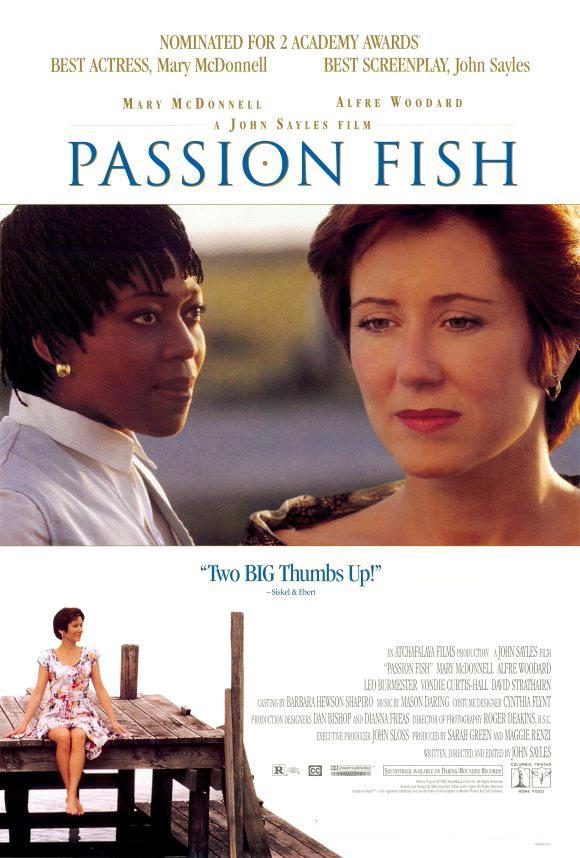 NOMINATED FOR 2 ACADEMY AWARDS
BEST ACTRESS, Mary McDonnell BEST SCREENPLAY, John Sayles
MARY MCDONNELL ALFRE WOODARD
A JOHN SAYLES FILM
PASSION FISH
"Two BIG Thumbs Up!"
–Siskel & Ebert
AN ATCHAFALAYA FILMS PRODUCTION A JOHN SAYLES FILM
"PASSION FISH" MARY MCDONNELL ALFRE WOODARD
LEO BURMESTER VONDIE CURTIS-HALL DAVID STRATHAIRN
CASTING BY BARBARA HEWSON SHAPIRO MUSIC BY MASON DARING COSTUME DESIGNER CYNTHIA FLYNT
PRODUCTION DESIGNERS DAN BISHOP AND DIANNA FREAS DIRECTOR OF PHOTOGRAPHY ROGER DEAKINS, B.S.C.
EXECUTIVE PRODUCER JOHN SLOSS PRODUCED BY SARAH GREEN AND MAGGIE RENZI
WRITTEN, DIRECTED AND EDITED BY JOHN SAYLES
R CC SOUNDTRACK AVAILABLE ON DARING/ROUNDER RECORDS
COLUMBIA TRISTAR
HOME VIDEO